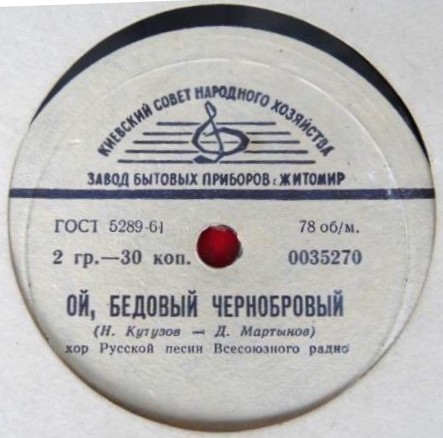 КИЕВСКИЙ СОВЕТ НАРОДНОГО ХОЗЯЙСТВА
ЗАВОД БЫТОВЫХ ПРИБОРОВ г. ЖИТОМИР
ГОСТ 5289-61
78 об/м.
2 гр.—30 коп.
0035270
ОЙ, БЕДОВЫЙ ЧЕРНОБРОВЫЙ
(Н. Кутузов — Д. Мартынов)
хор Русской песни Всесоюзного радио